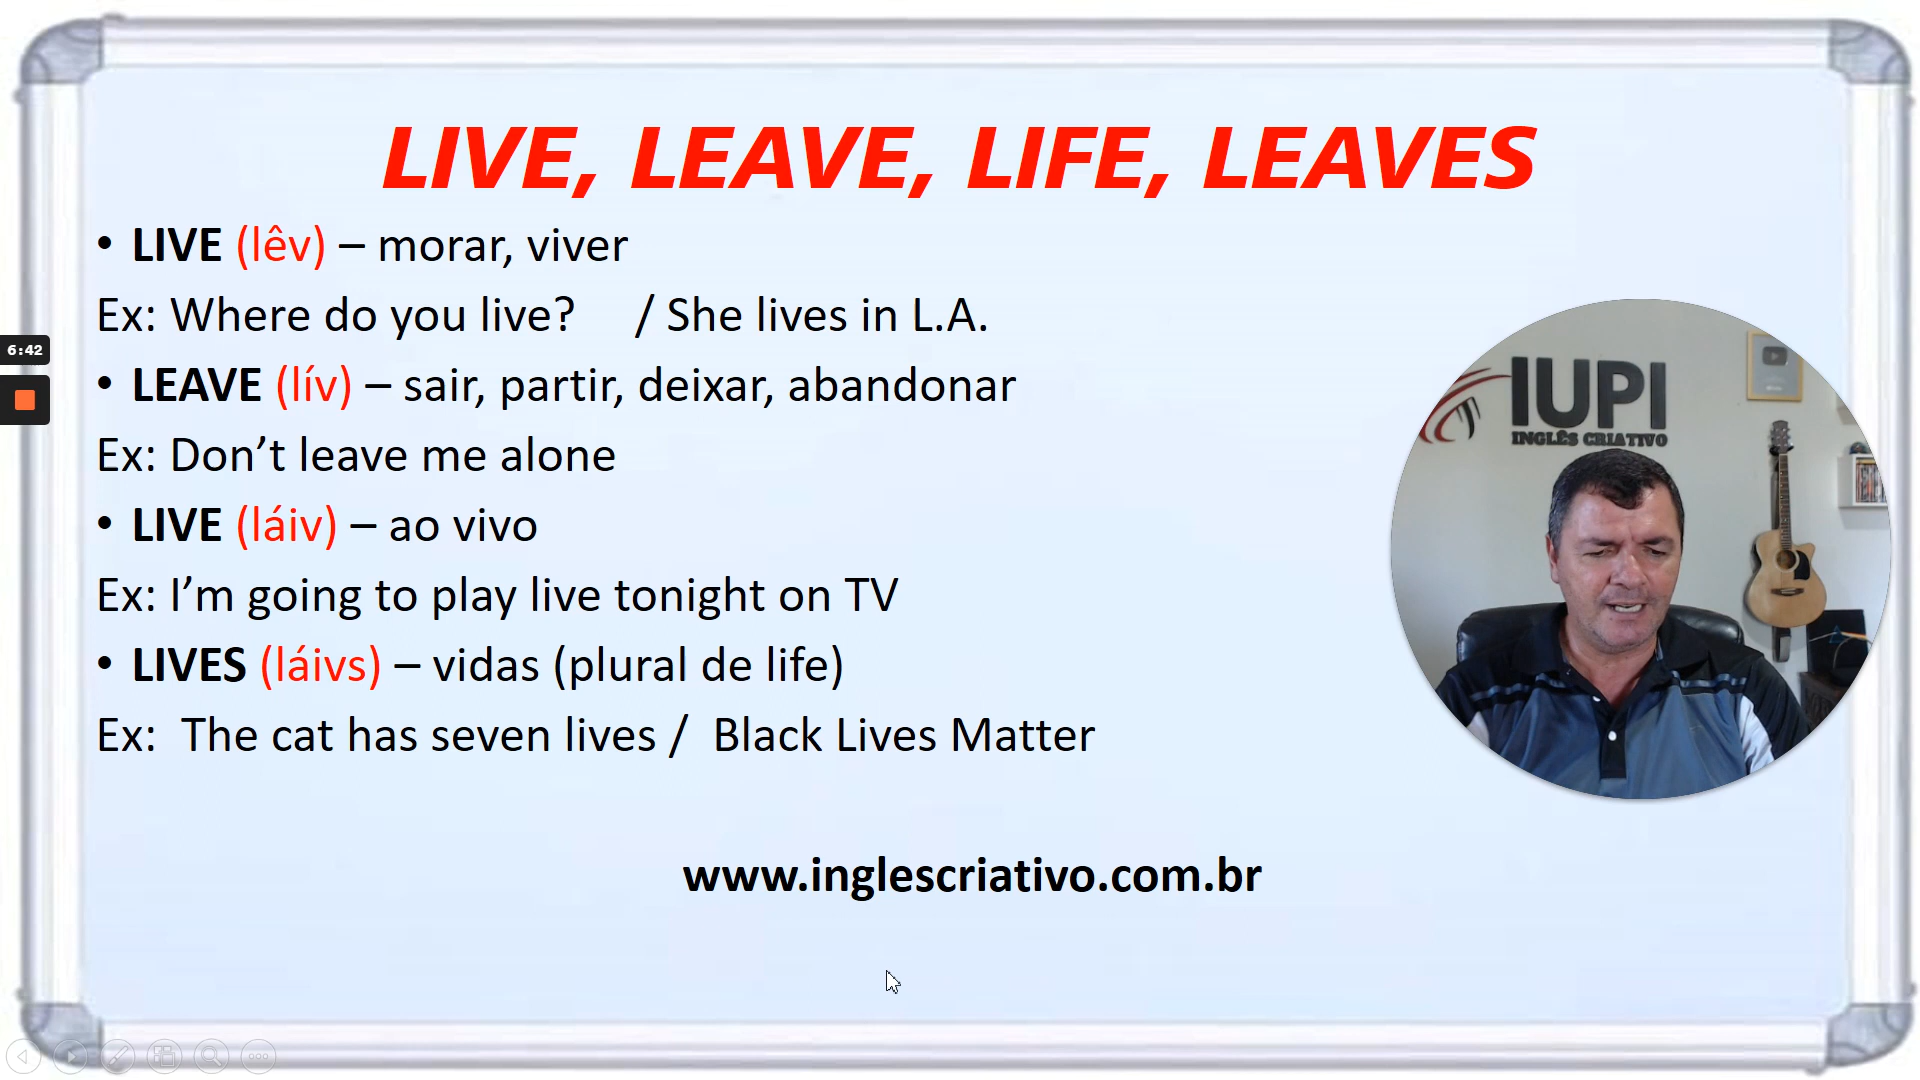 LIVE, LEAVE, LIFE, LEAVES
• LIVE (lêv) – morar, viver
Ex: Where do you live? / She lives in L.A.
• LEAVE (lív) – sair, partir, deixar, abandonar
Ex: Don’t leave me alone
• LIVE (láiv) – ao vivo
Ex: I’m going to play live tonight on TV
• LIVES (láivs) – vidas (plural de life)
Ex: The cat has seven lives / Black Lives Matter
www.inglescriativo.com.br
6:42
IUPI
INGLÊS CRIATIVO